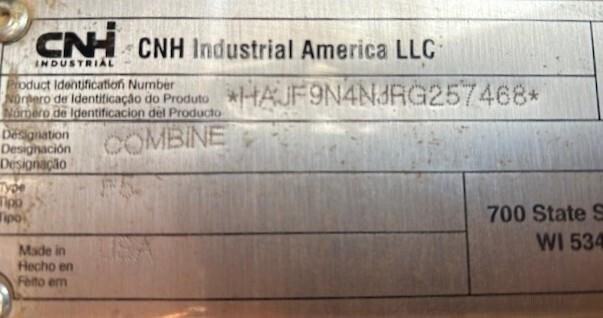 CNH
INDUSTRIAL
CNH Industrial America LLC
Product Identification Number
Número de Identificação do Produto
Número de Identificacion del Producto
*HAJF9N4NJRG257468*
Designation
Designación
Designação
COMBINE
Type
Tipo
Tipo
700 State S
WI 534
Made in
Hecho en
Feito em
USA